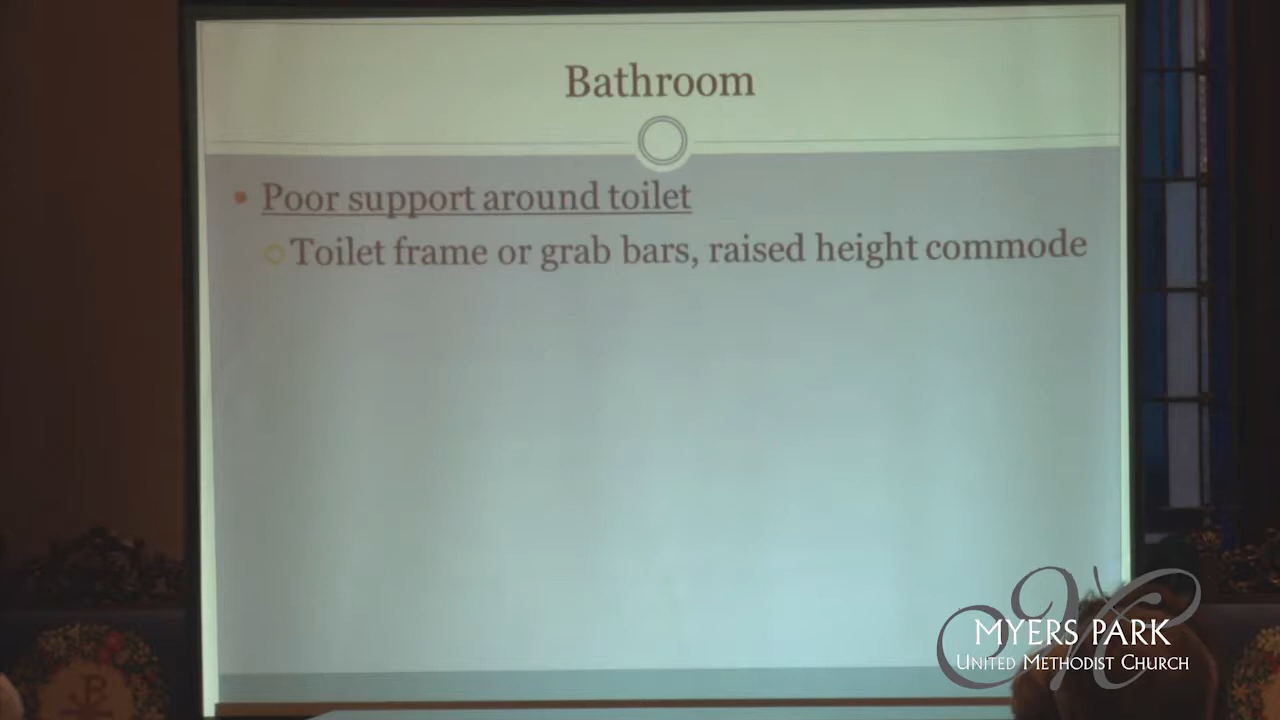 Bathroom
• Poor support around toilet
Toilet frame or grab bars, raised height commode
MYERS PARK
UNITED METHODIST CHURCH